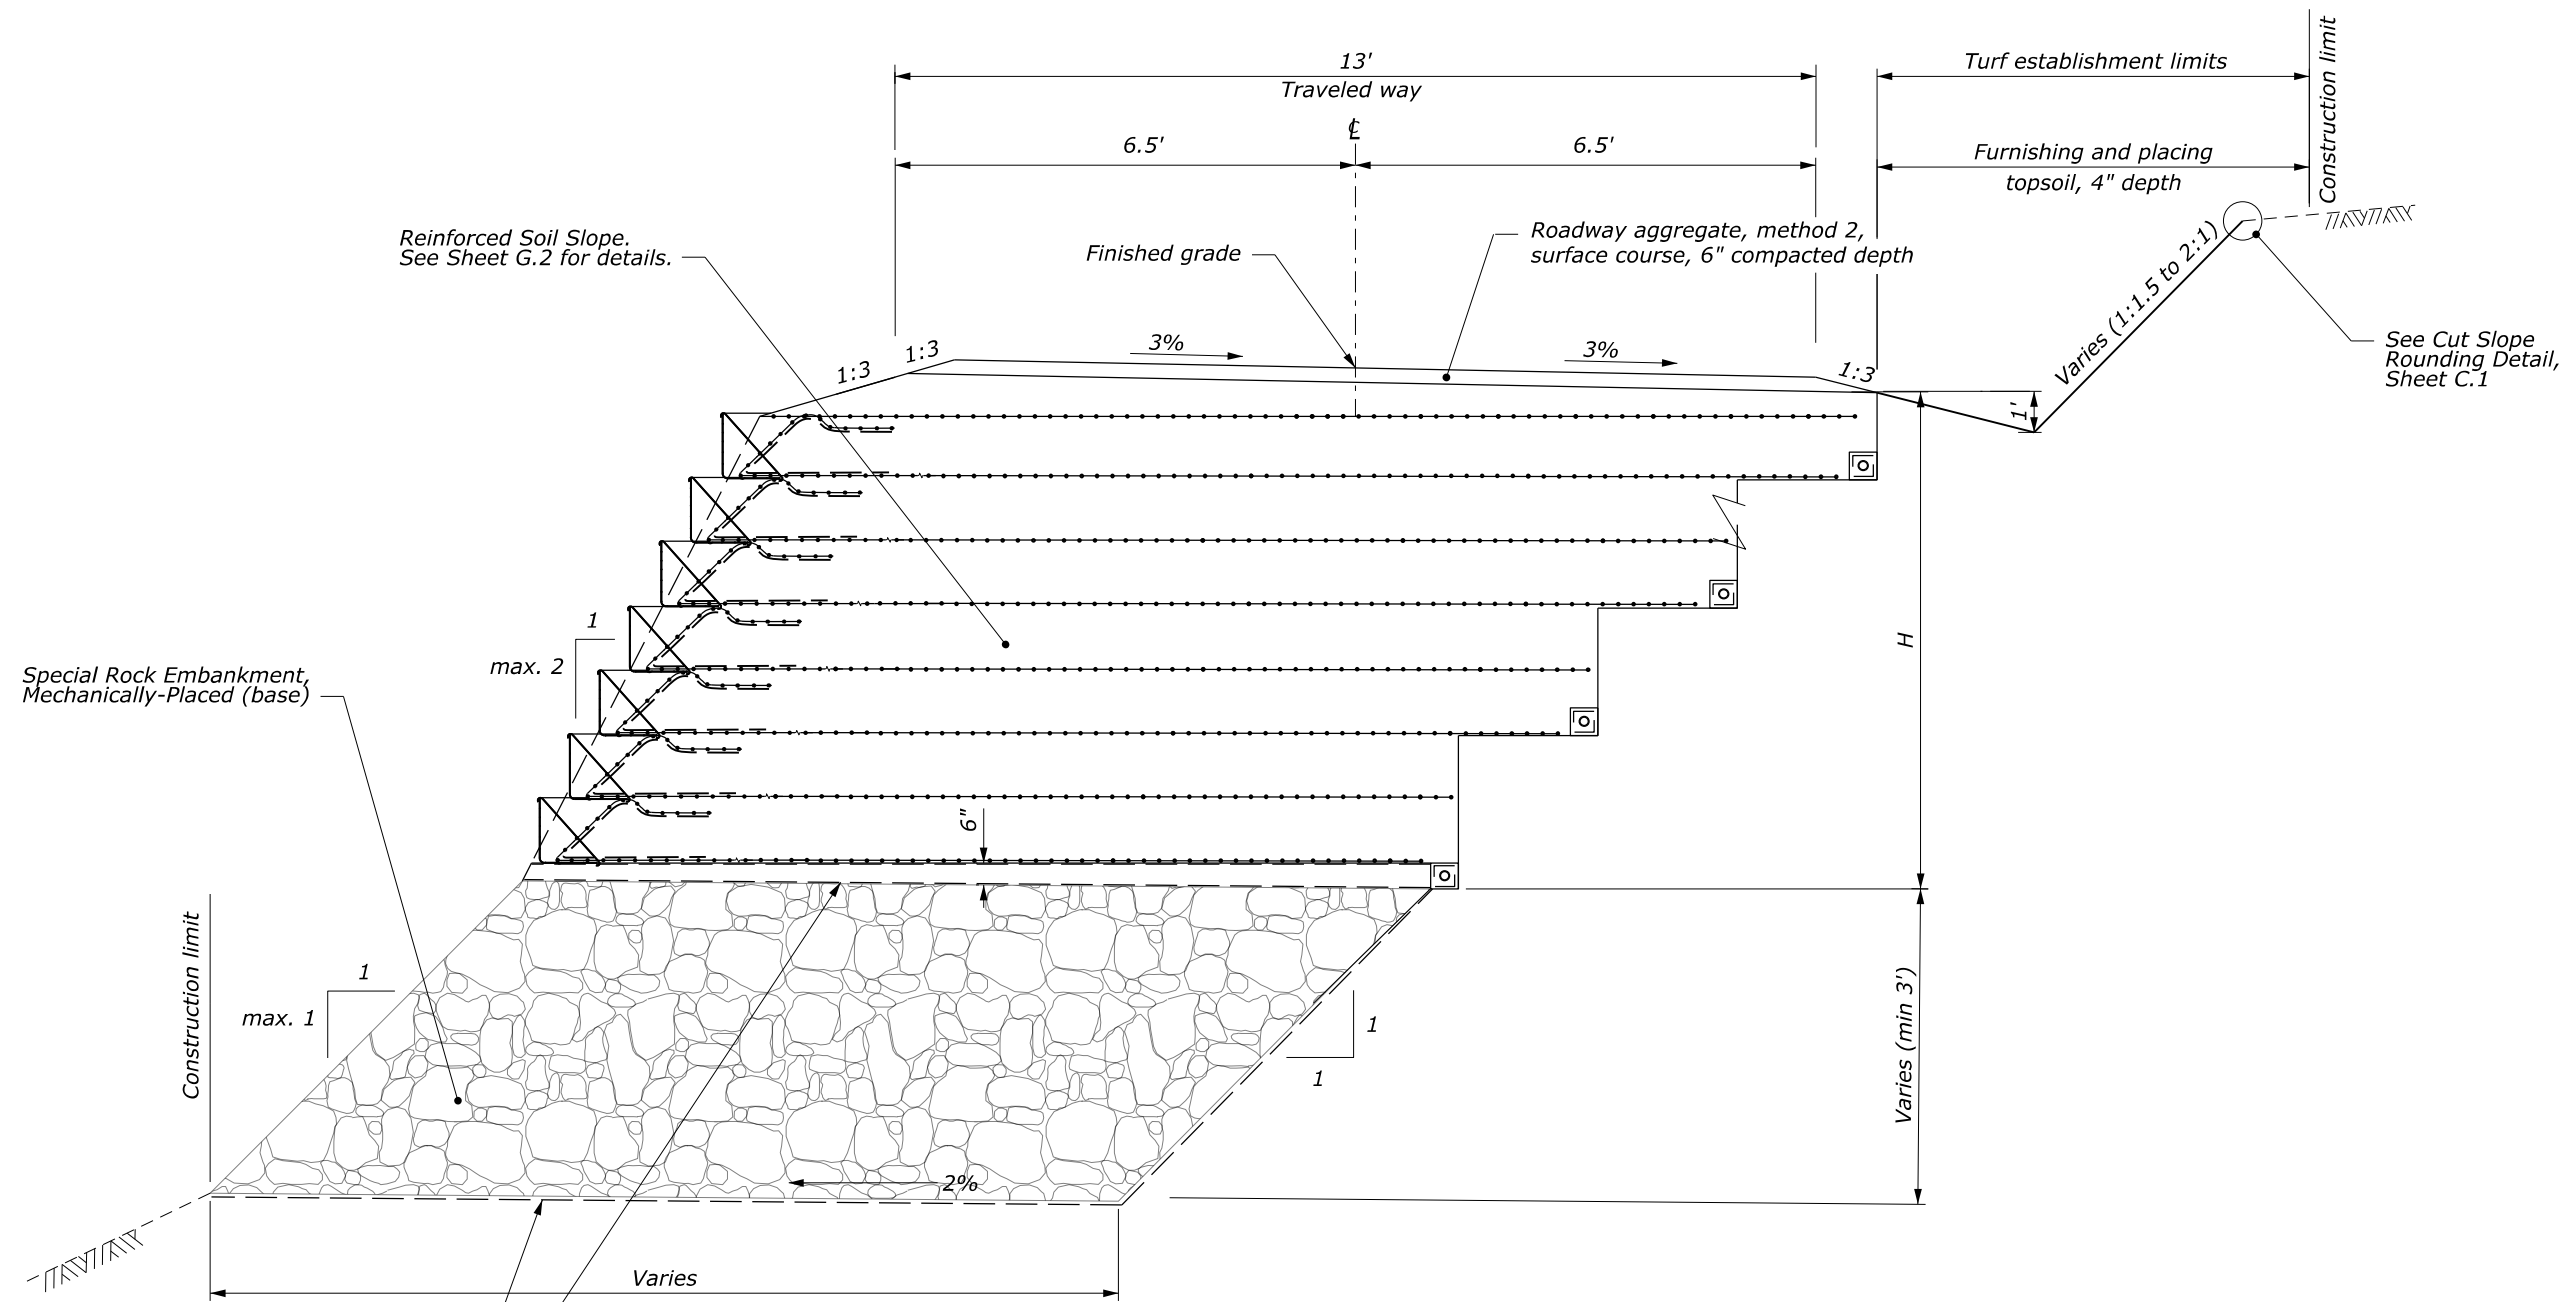 13'
Traveled way
Turf establishment limits
Construction limit
℄
6.5'
6.5'
Furnishing and placing
topsoil, 4" depth
Reinforced Soil Slope.
See Sheet G.2 for details.
Finished grade
Roadway aggregate, method 2,
surface course, 6" compacted depth
Varies (1:1.5 to 2:1)
See Cut Slope
Rounding Detail,
Sheet C.1
1:3
1:3
3%
3%
1:3
1'
1
max. 2
H
Special Rock Embankment,
Mechanically-Placed (base)
6"
Construction limit
1
max. 1
1
1
Varies (min 3')
2%
Varies